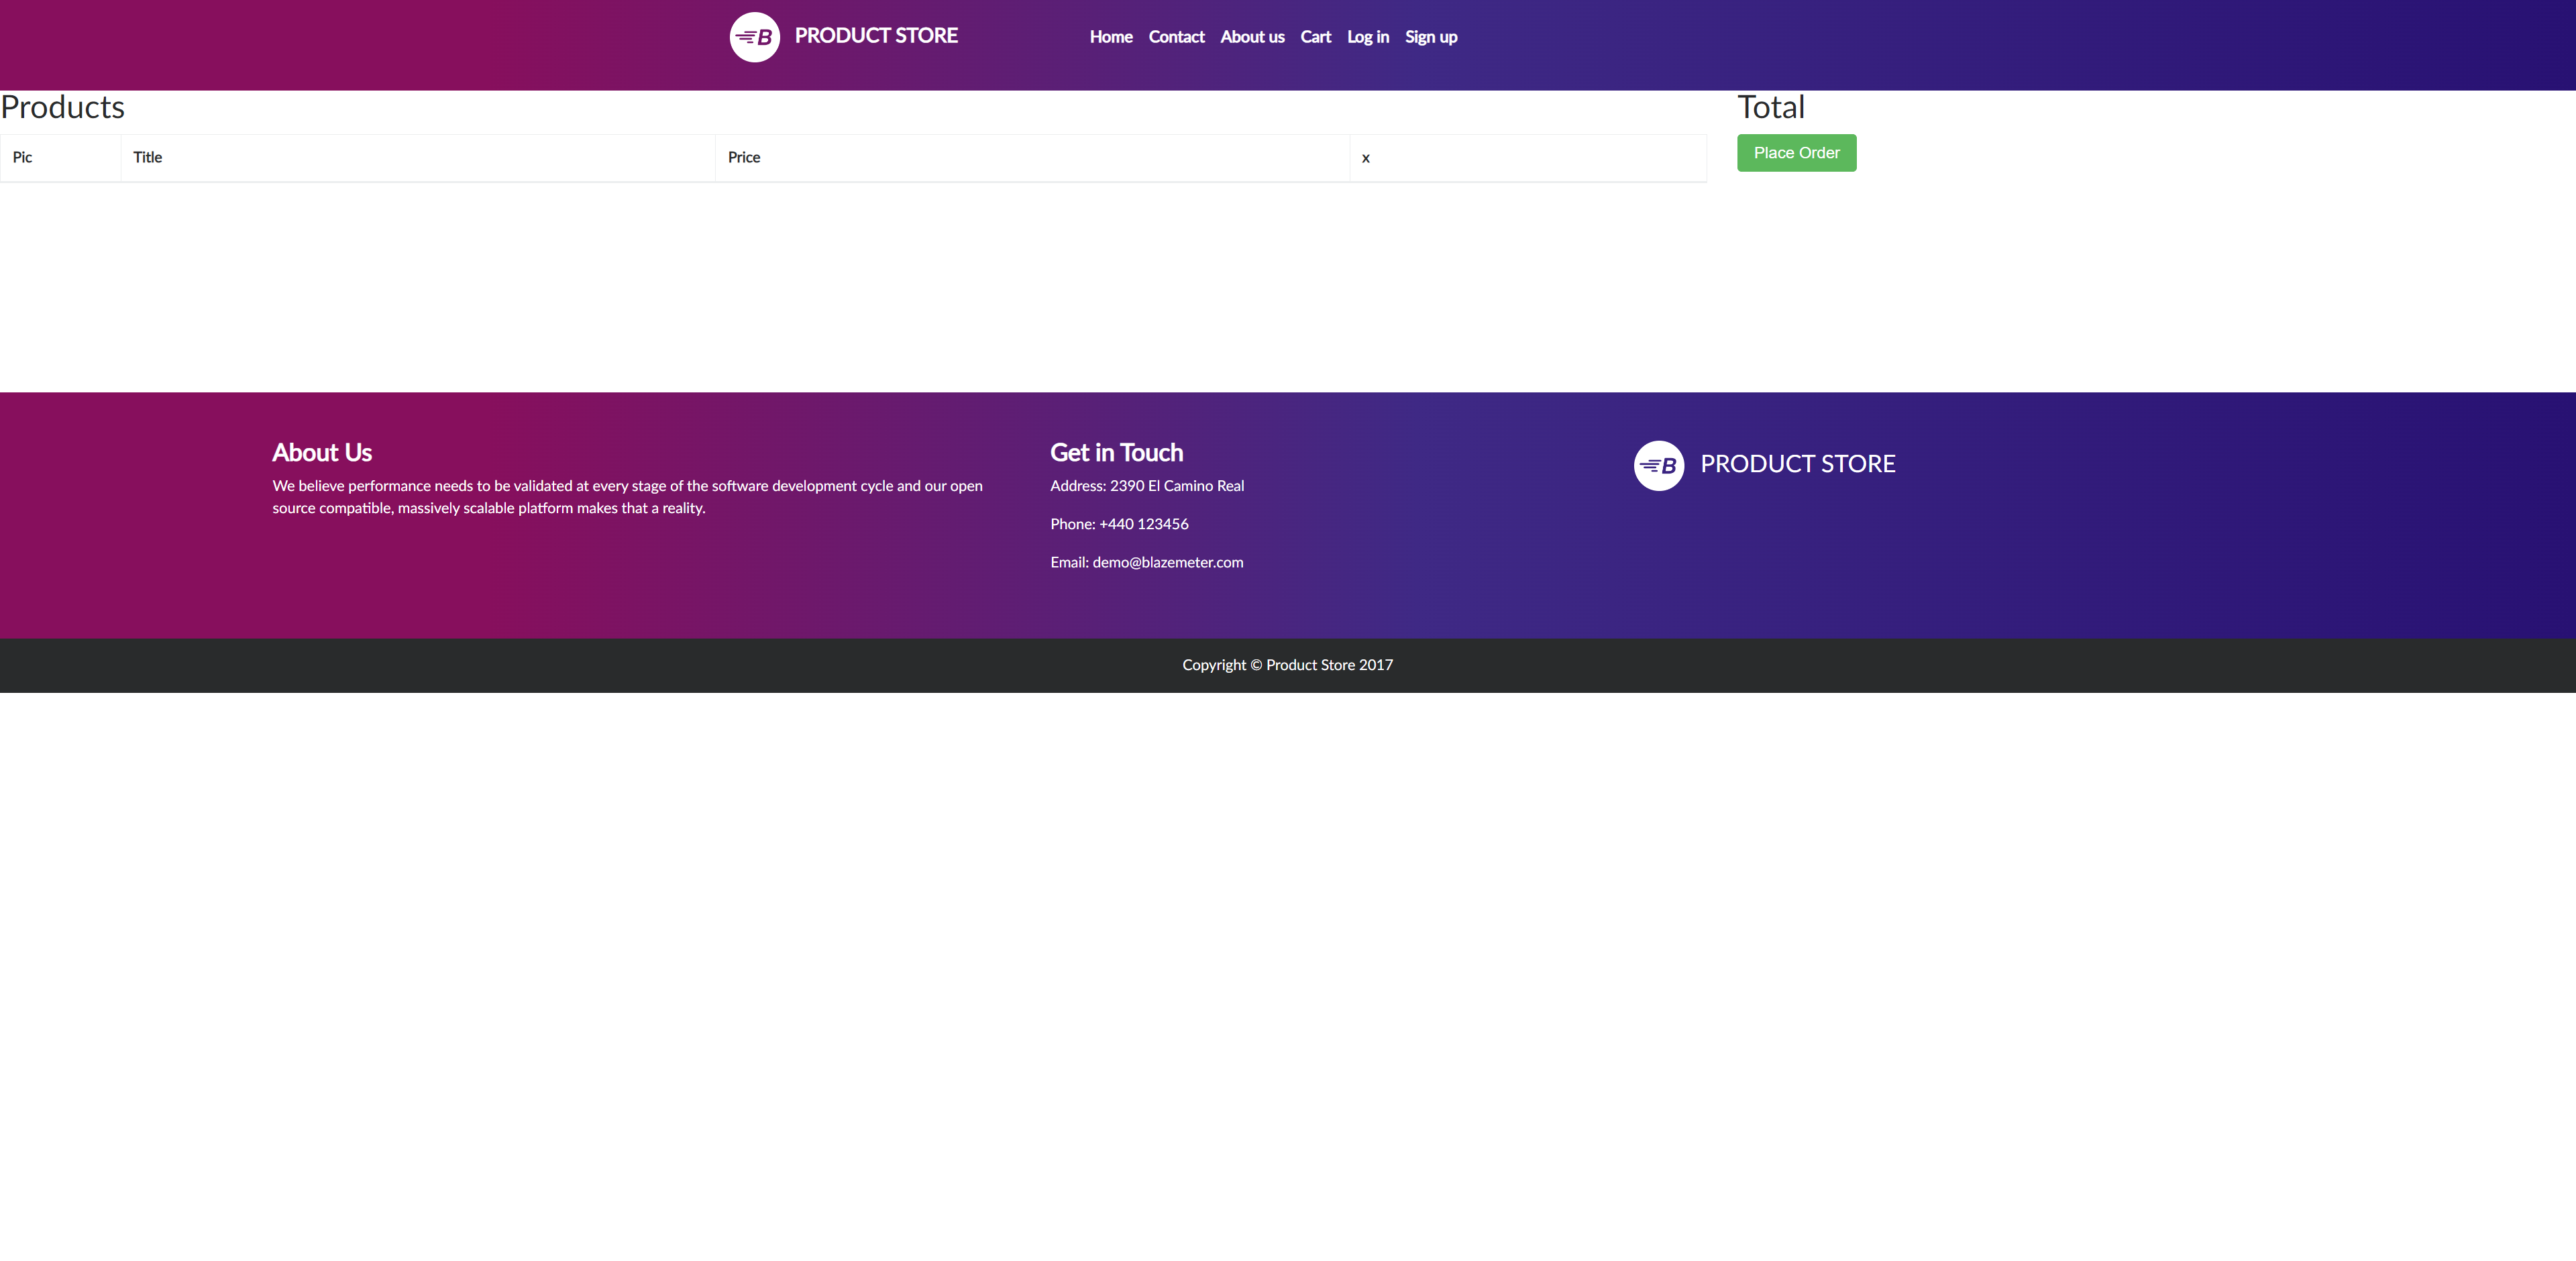 B PRODUCT STORE Home Contact About us Cart Log in Sign up
Products
Pic Title Price x
Total
Place Order
About Us
We believe performance needs to be validated at every stage of the software development cycle and our open
source compatible, massively scalable platform makes that a reality.
Get in Touch
Address: 2390 El Camino Real
Phone: +440 123456
Email: demo@blazemeter.com
B PRODUCT STORE
Copyright © Product Store 2017